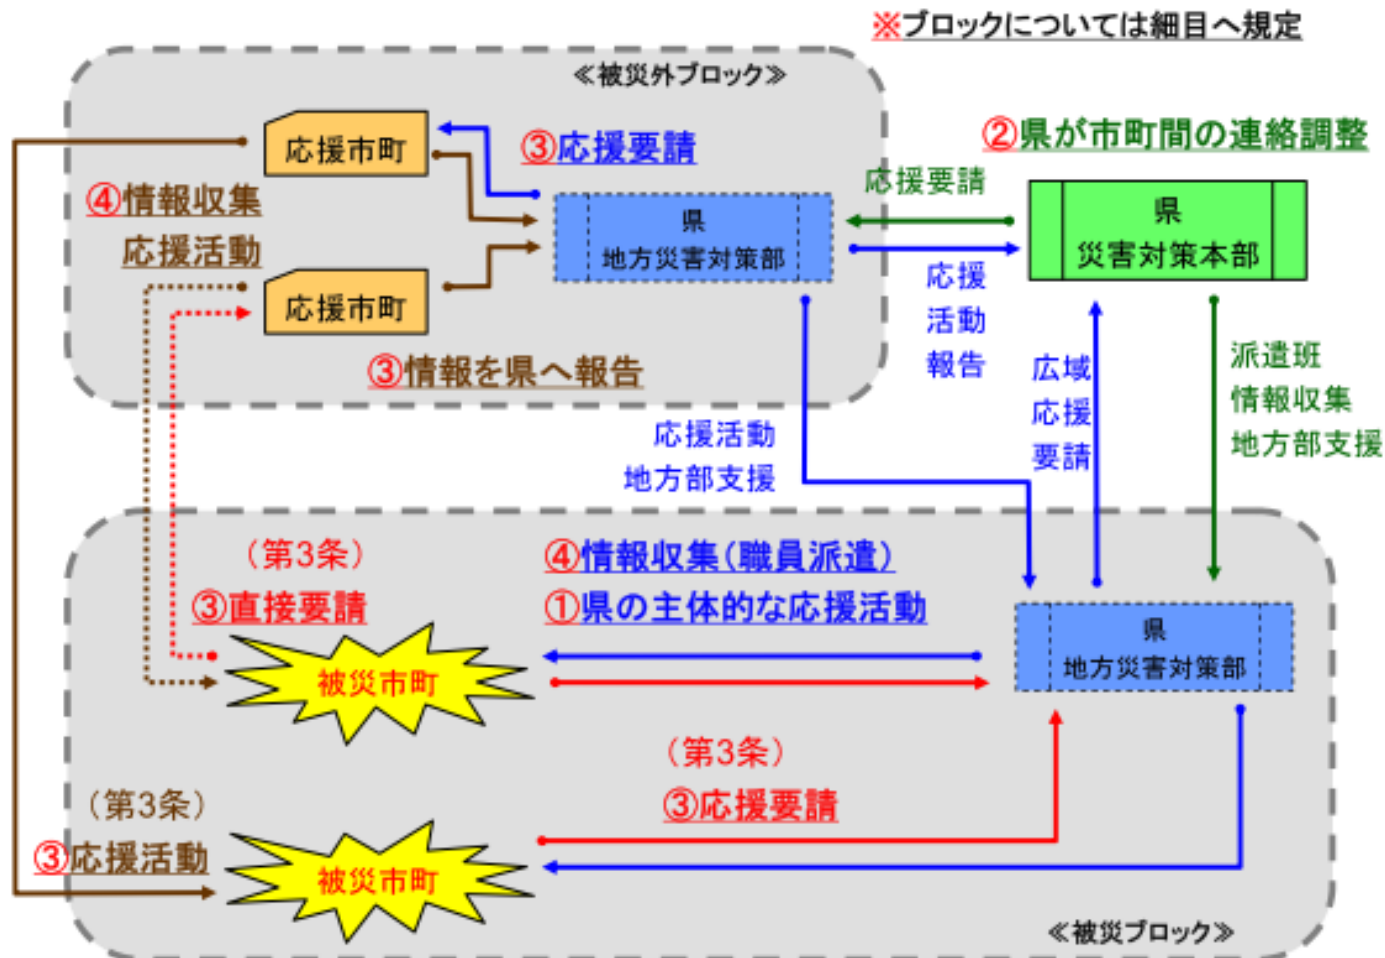 ※ブロックについては細目へ規定
≪被災外ブロック≫
応援市町
③応援要請
②県が市町間の連絡調整
④情報収集
応援活動
応援要請
県
地方災害対策部
県
災害対策本部
応援市町
応援
活動
報告
③情報を県へ報告
広域
応援
要請
派遣班
情報収集
地方部支援
応援活動
地方部支援
（第3条）
③直接要請
④情報収集（職員派遣）
①県の主体的な応援活動
県
地方災害対策部
被災市町
（第3条）
③応援要請
（第3条）
③応援活動
被災市町
≪被災ブロック≫